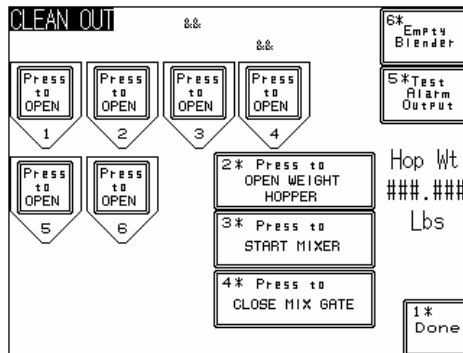 CLEAN OUT
&&
&&
6*
Empty
Blender
5*Test
Alarm
Output
Press
to
OPEN
1
Press
to
OPEN
2
Press
to
OPEN
3
Press
to
OPEN
4
Press
to
OPEN
5
Press
to
OPEN
6
2* Press to
OPEN WEIGHT
HOPPER
3* Press to
START MIXER
4* Press to
CLOSE MIX GATE
Hop Wt
###.###
Lbs
1*
Done